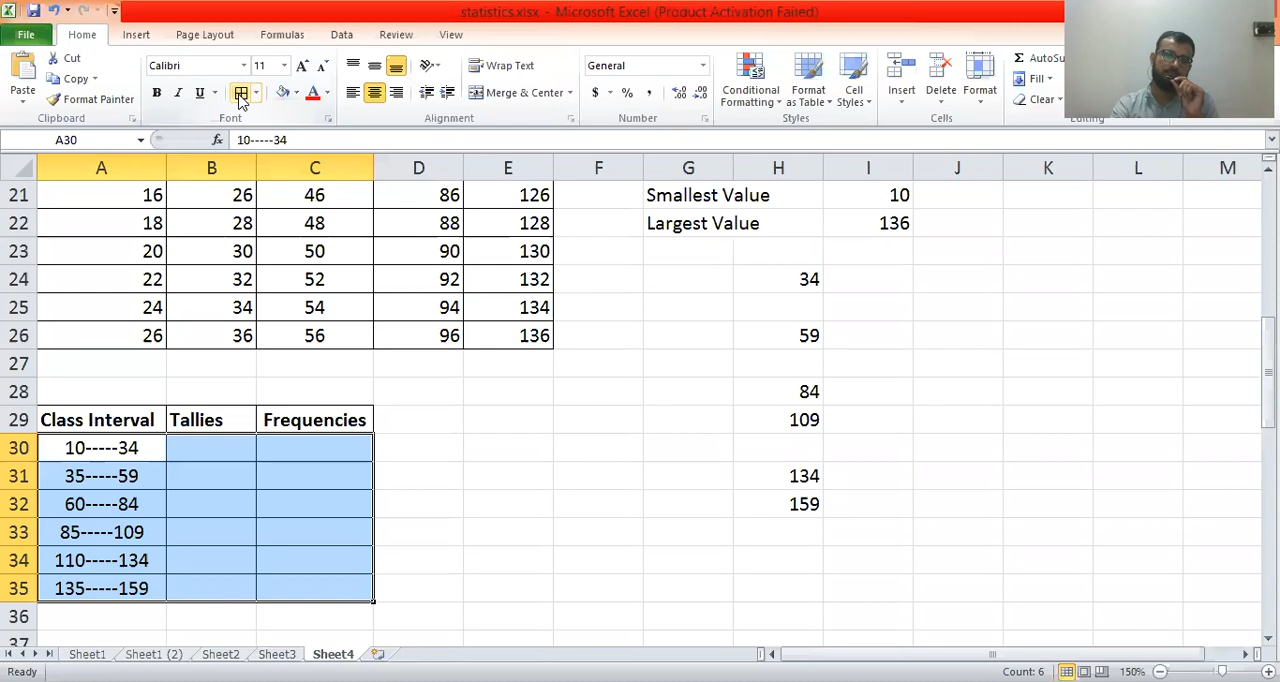 statistics.xlsx - Microsoft Excel (Product Activation Failed)
File Home Insert Page Layout Formulas Data Review View
Paste Cut Calibri 11 Wrap Text General Conditional Formatting Format as Table Cell Styles Insert Delete Format AutoSu
Copy Fill
Format Painter Merge & Center $ % , Clear
Clipboard Font Alignment Number Styles Cells
A30 fx 10-----34
A B C D E F G H I J K L M
21 16 26 46 86 126 Smallest Value 10
22 18 28 48 88 128 Largest Value 136
23 20 30 50 90 130
24 22 32 52 92 132 34
25 24 34 54 94 134
26 26 36 56 96 136 59
27
28 84
29 Class Interval Tallies Frequencies 109
30 10-----34
31 35-----59 134
32 60-----84 159
33 85-----109
34 110-----134
35 135-----159
36
37
Sheet1 Sheet1 (2) Sheet2 Sheet3 Sheet4
Ready Count: 6 150%